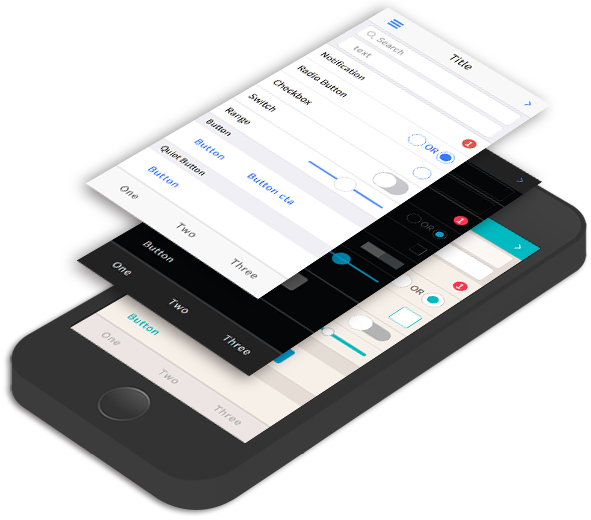 Title
Search
text
Notification
1
Radio Button
OR
Checkbox
Switch
Range
Button
Button
Button cta
Quiet Button
Button
One
Two
Three
1
OR
Button
One
Two
Three
1
OR
Button
One
Two
Three